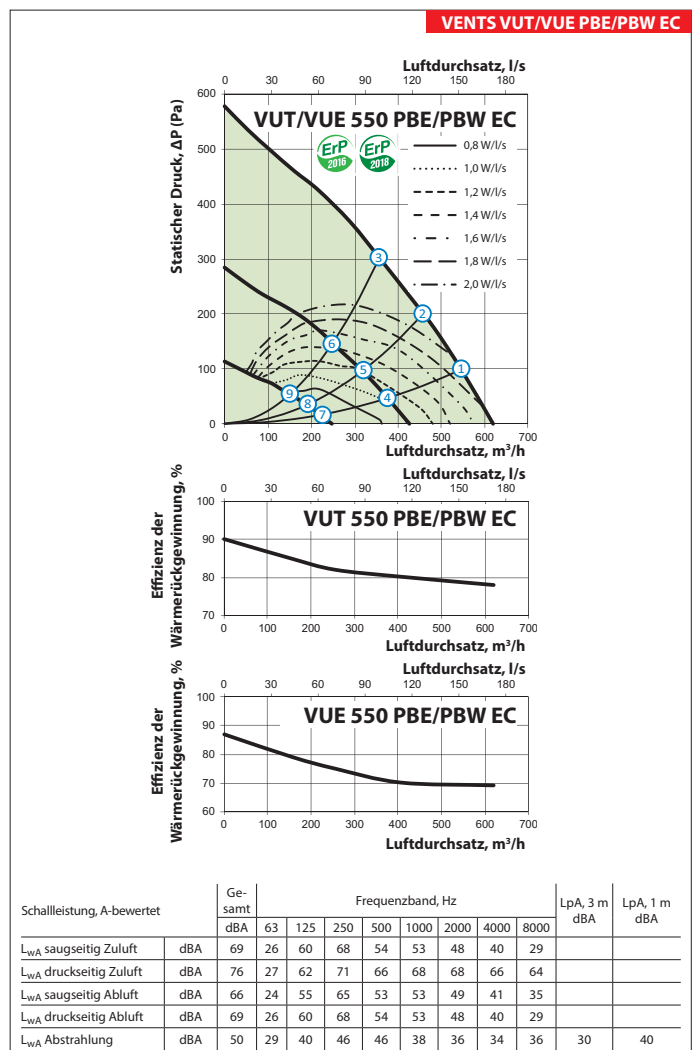 VENTS VUT/VUE PBE/PBW EC
Luftdurchsatz, l/s
0 30 60 90 120 150 180
Statischer Druck, ΔP (Pa)
600
500
400
300
200
100
0
VUT/VUE 550 PBE/PBW EC
ErP 2016
ErP 2018
0,8 W/l/s
1,0 W/l/s
1,2 W/l/s
1,4 W/l/s
1,6 W/l/s
1,8 W/l/s
2,0 W/l/s
3
2
1
6
5
4
9
8
7
0 100 200 300 400 500 600 700
Luftdurchsatz, m³/h
Luftdurchsatz, l/s
0 30 60 90 120 150 180
Effizienz der
Wärmerückgewinnung, %
100
90
80
70
VUT 550 PBE/PBW EC
0 100 200 300 400 500 600 700
Luftdurchsatz, m³/h
Luftdurchsatz, l/s
0 30 60 90 120 150 180
Effizienz der
Wärmerückgewinnung, %
100
90
80
70
60
VUE 550 PBE/PBW EC
0 100 200 300 400 500 600 700
Luftdurchsatz, m³/h
Schallleistung, A-bewertet
Ge-
samt
Frequenzband, Hz
LpA, 3 m
dBA
LpA, 1 m
dBA
dBA 63 125 250 500 1000 2000 4000 8000
LwA saugseitig Zuluft dBA 69 26 60 68 54 53 48 40 29
LwA druckseitig Zuluft dBA 76 27 62 71 66 68 68 66 64
LwA saugseitig Abluft dBA 66 24 55 65 53 53 49 41 35
LwA druckseitig Abluft dBA 69 26 60 68 54 53 48 40 29
LwA Abstrahlung dBA 50 29 40 46 46 38 36 34 36 30 40